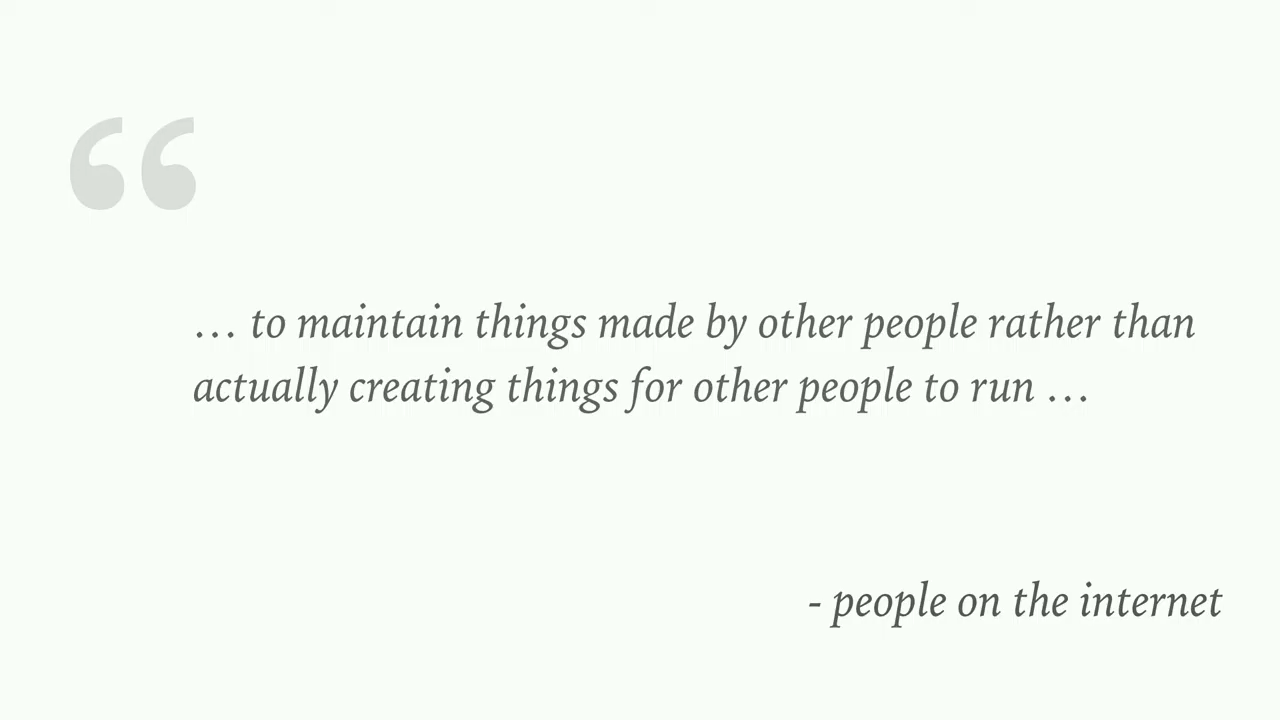 “
… to maintain things made by other people rather than
actually creating things for other people to run …
- people on the internet